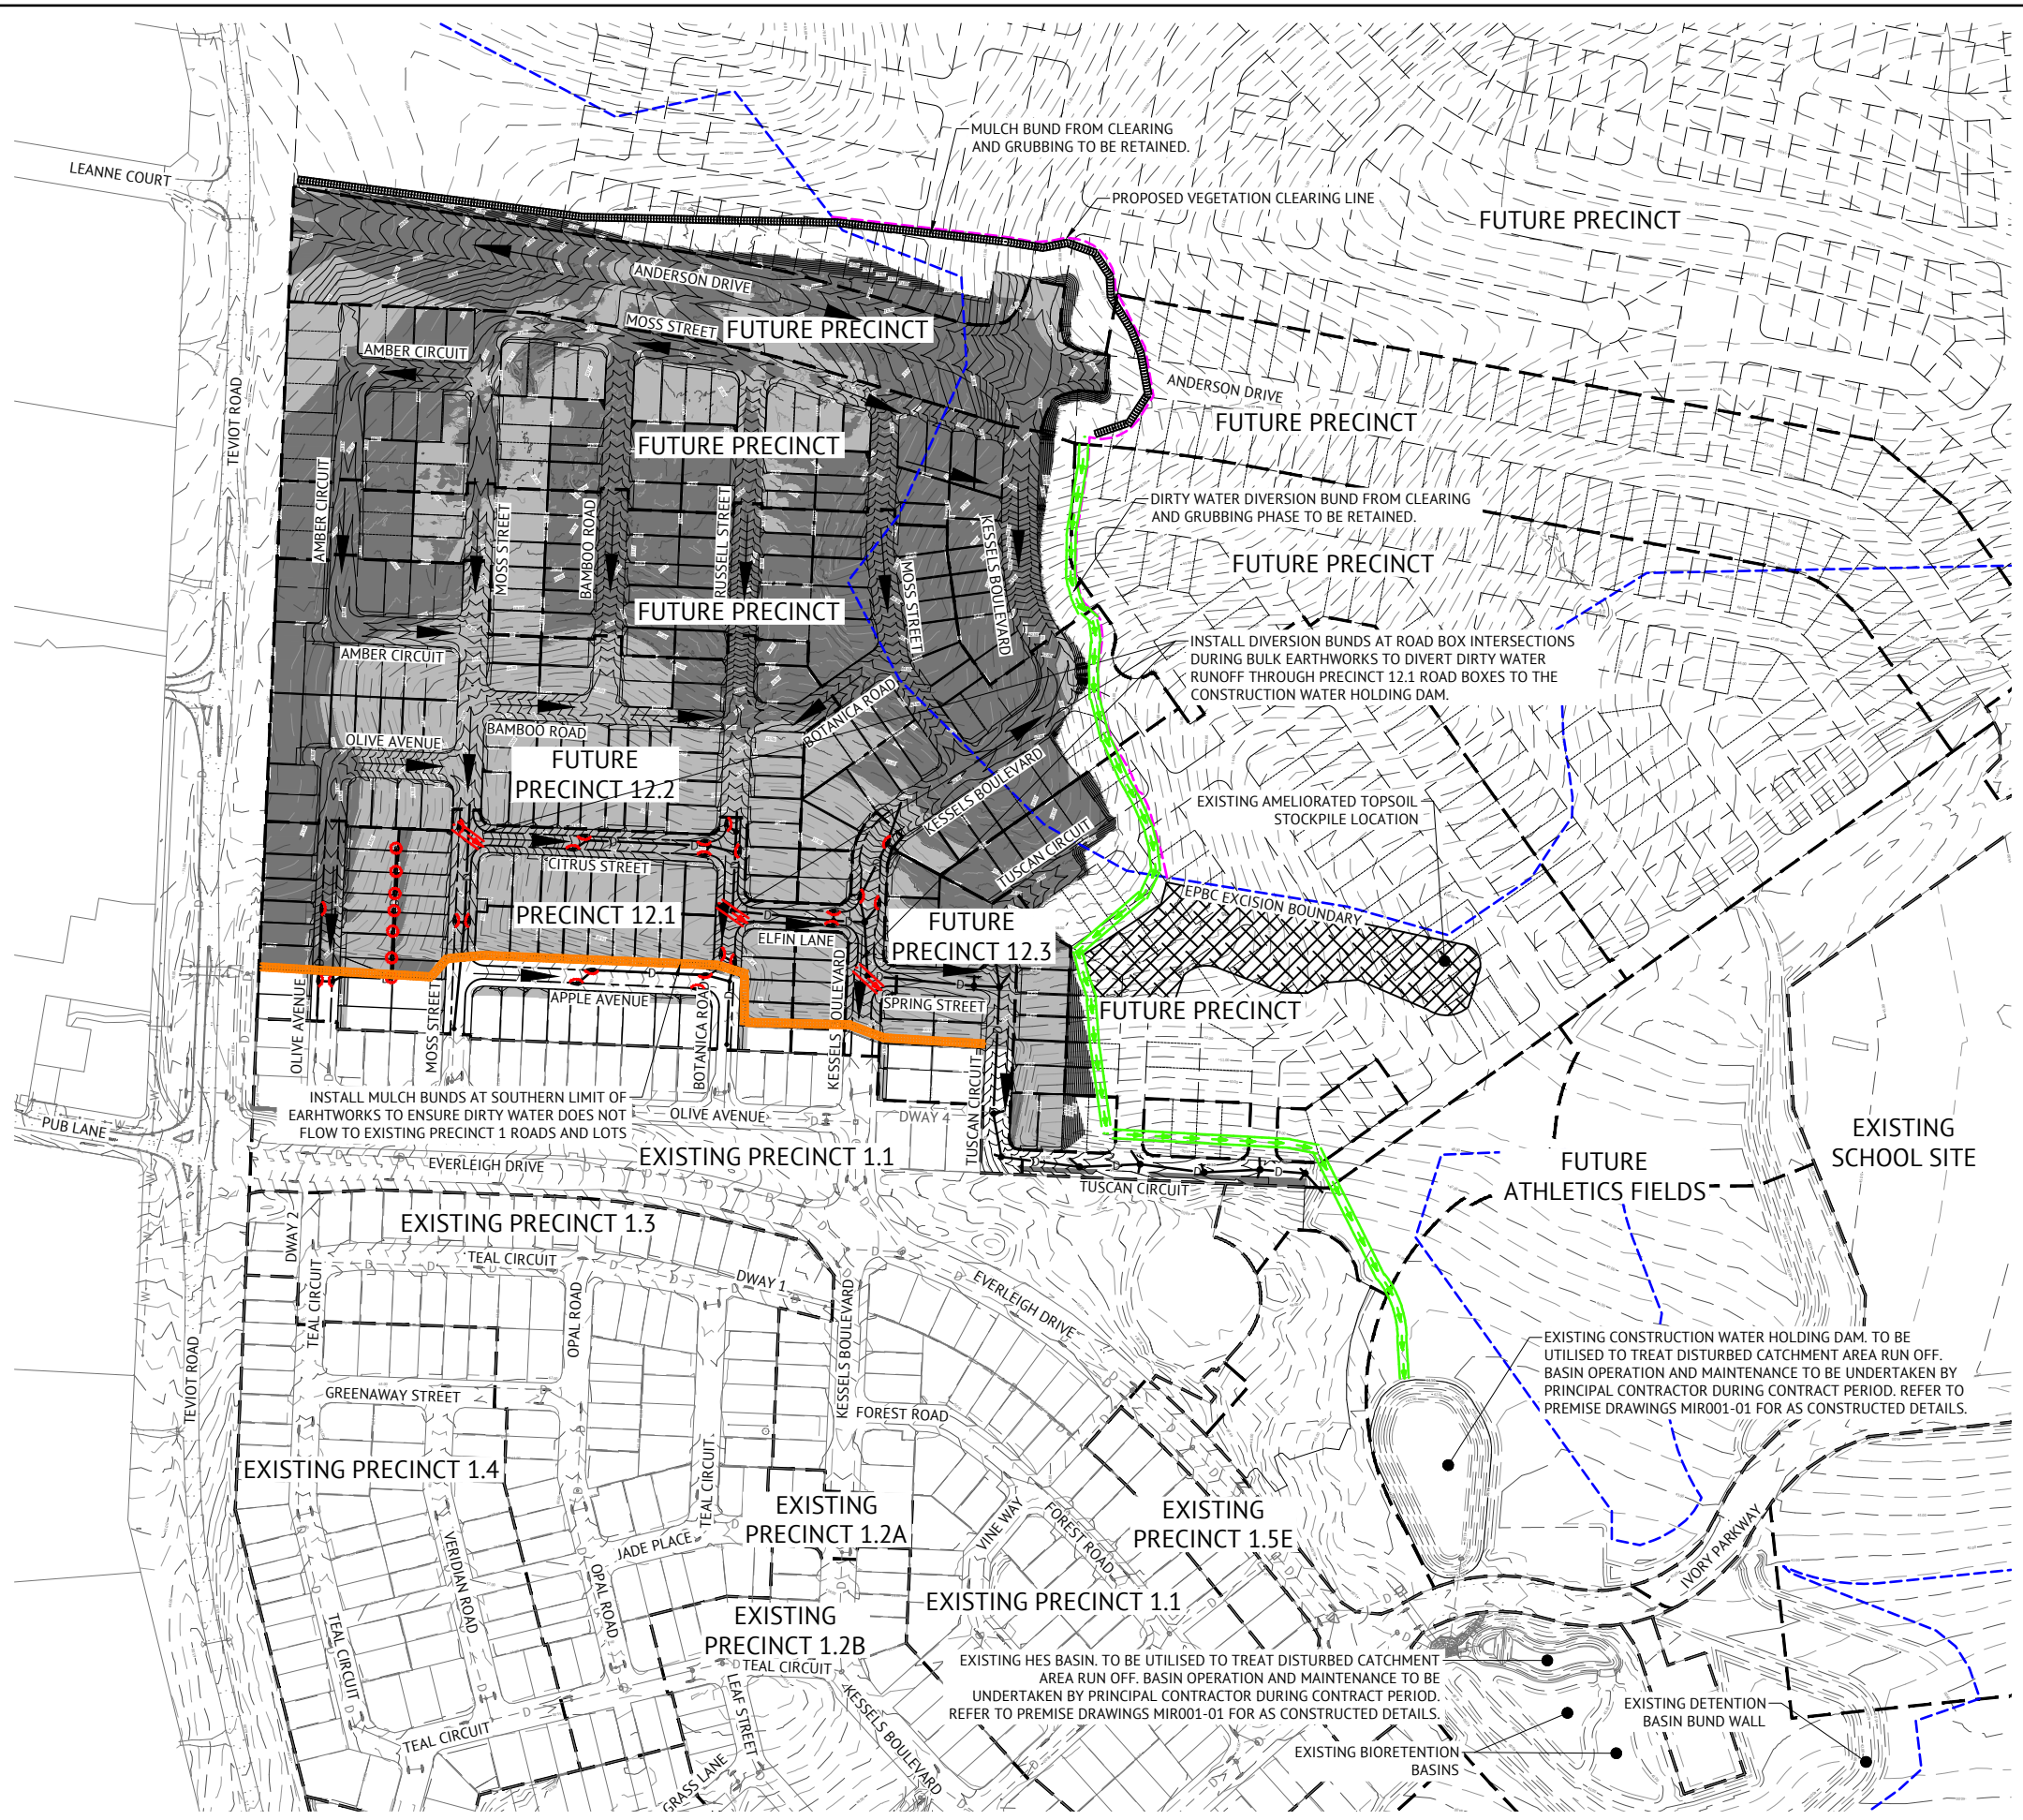 MULCH BUND FROM CLEARING
AND GRUBBING TO BE RETAINED.
LEANNE COURT
PROPOSED VEGETATION CLEARING LINE
FUTURE PRECINCT
ANDERSON DRIVE
MOSS STREET
FUTURE PRECINCT
AMBER CIRCUIT
TEVIOT ROAD
ANDERSON DRIVE
FUTURE PRECINCT
FUTURE PRECINCT
AMBER CIRCUIT
MOSS STREET
BAMBOO ROAD
RUSSELL STREET
KESSELS BOULEVARD
DIRTY WATER DIVERSION BUND FROM CLEARING
AND GRUBBING PHASE TO BE RETAINED.
FUTURE PRECINCT
MOSS STREET
FUTURE PRECINCT
AMBER CIRCUIT
INSTALL DIVERSION BUNDS AT ROAD BOX INTERSECTIONS
DURING BULK EARTHWORKS TO DIVERT DIRTY WATER
RUNOFF THROUGH PRECINCT 12.1 ROAD BOXES TO THE
CONSTRUCTION WATER HOLDING DAM.
BOTANICA ROAD
BAMBOO ROAD
OLIVE AVENUE
FUTURE
PRECINCT 12.2
KESSELS BOULEVARD
EXISTING AMELIORATED TOPSOIL
STOCKPILE LOCATION
CITRUS STREET
TUSCAN CIRCUIT
EPBC EXCISION BOUNDARY
PRECINCT 12.1
FUTURE
PRECINCT 12.3
ELFIN LANE
OLIVE AVENUE
MOSS STREET
APPLE AVENUE
BOTANICA ROAD
KESSELS BOULEVARD
SPRING STREET
FUTURE PRECINCT
INSTALL MULCH BUNDS AT SOUTHERN LIMIT OF
EARHTWORKS TO ENSURE DIRTY WATER DOES NOT
FLOW TO EXISTING PRECINCT 1 ROADS AND LOTS
OLIVE AVENUE
DWAY 4
TUSCAN CIRCUIT
PUB LANE
EVERLEIGH DRIVE
EXISTING PRECINCT 1.1
TUSCAN CIRCUIT
EXISTING
SCHOOL SITE
FUTURE
ATHLETICS FIELDS
DWAY 2
EXISTING PRECINCT 1.3
TEAL CIRCUIT
TEAL CIRCUIT
DWAY 1
OPAL ROAD
KESSELS BOULEVARD
EVERLEIGH DRIVE
TEVIOT ROAD
EXISTING CONSTRUCTION WATER HOLDING DAM. TO BE
UTILISED TO TREAT DISTURBED CATCHMENT AREA RUN OFF.
BASIN OPERATION AND MAINTENANCE TO BE UNDERTAKEN BY
PRINCIPAL CONTRACTOR DURING CONTRACT PERIOD. REFER TO
PREMISE DRAWINGS MIR001-01 FOR AS CONSTRUCTED DETAILS.
GREENAWAY STREET
FOREST ROAD
TEAL CIRCUIT
EXISTING PRECINCT 1.4
EXISTING
PRECINCT 1.2A
VINE WAY
FOREST ROAD
EXISTING
PRECINCT 1.5E
VERIDIAN ROAD
JADE PLACE
OPAL ROAD
IVORY PARKWAY
EXISTING PRECINCT 1.1
EXISTING
PRECINCT 1.2B
TEAL CIRCUIT
TEAL CIRCUIT
LEAF STREET
KESSELS BOULEVARD
EXISTING HES BASIN. TO BE UTILISED TO TREAT DISTURBED CATCHMENT
AREA RUN OFF. BASIN OPERATION AND MAINTENANCE TO BE
UNDERTAKEN BY PRINCIPAL CONTRACTOR DURING CONTRACT PERIOD.
REFER TO PREMISE DRAWINGS MIR001-01 FOR AS CONSTRUCTED DETAILS.
EXISTING DETENTION
BASIN BUND WALL
TEAL CIRCUIT
EXISTING BIORETENTION
BASINS
GRASS LANE